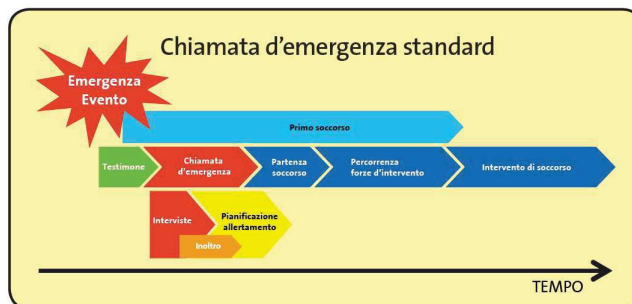 Chiamata d'emergenza standard
Emergenza
Evento
Primo soccorso
Testimone
Chiamata
d'emergenza
Partenza
soccorso
Percorrenza
forze d'intervento
Intervento di soccorso
Interviste
Pianificazione
allertamento
Inoltro
TEMPO